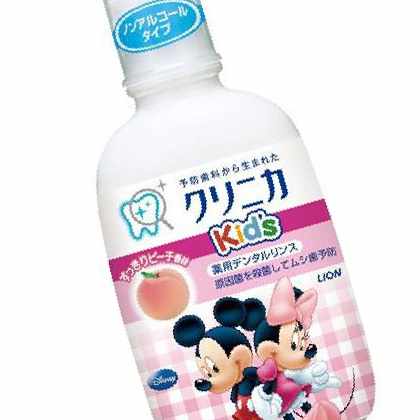 ノンアルコール
タイプ
予防歯科から生まれた
クリニカ
Kid's
すっきりピーチ香味
薬用デンタルリンス
原因菌を殺菌してムシ歯予防
LION
Disney